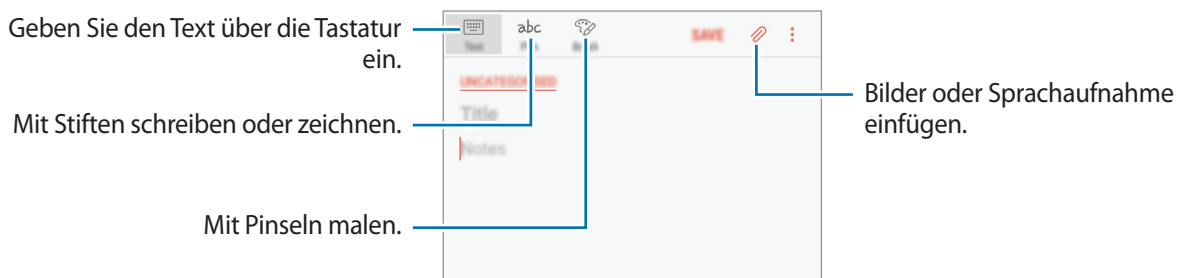 Geben Sie den Text über die Tastatur
ein.
abc
Text
SAVE
UNCATEGORISED
Title
Mit Stiften schreiben oder zeichnen.
Notes
Bilder oder Sprachaufnahme
einfügen.
Mit Pinseln malen.